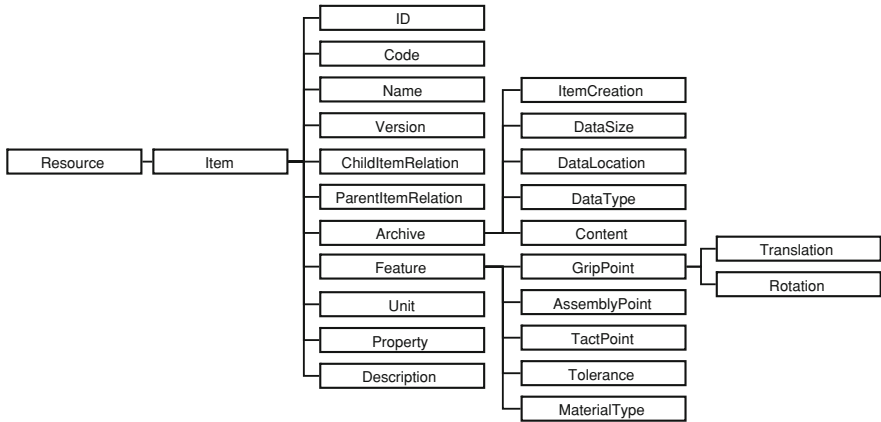 Resource
Item
ID
Code
Name
Version
ChildItemRelation
ParentItemRelation
Archive
Feature
Unit
Property
Description
ItemCreation
DataSize
DataLocation
DataType
Content
GripPoint
AssemblyPoint
TactPoint
Tolerance
MaterialType
Translation
Rotation